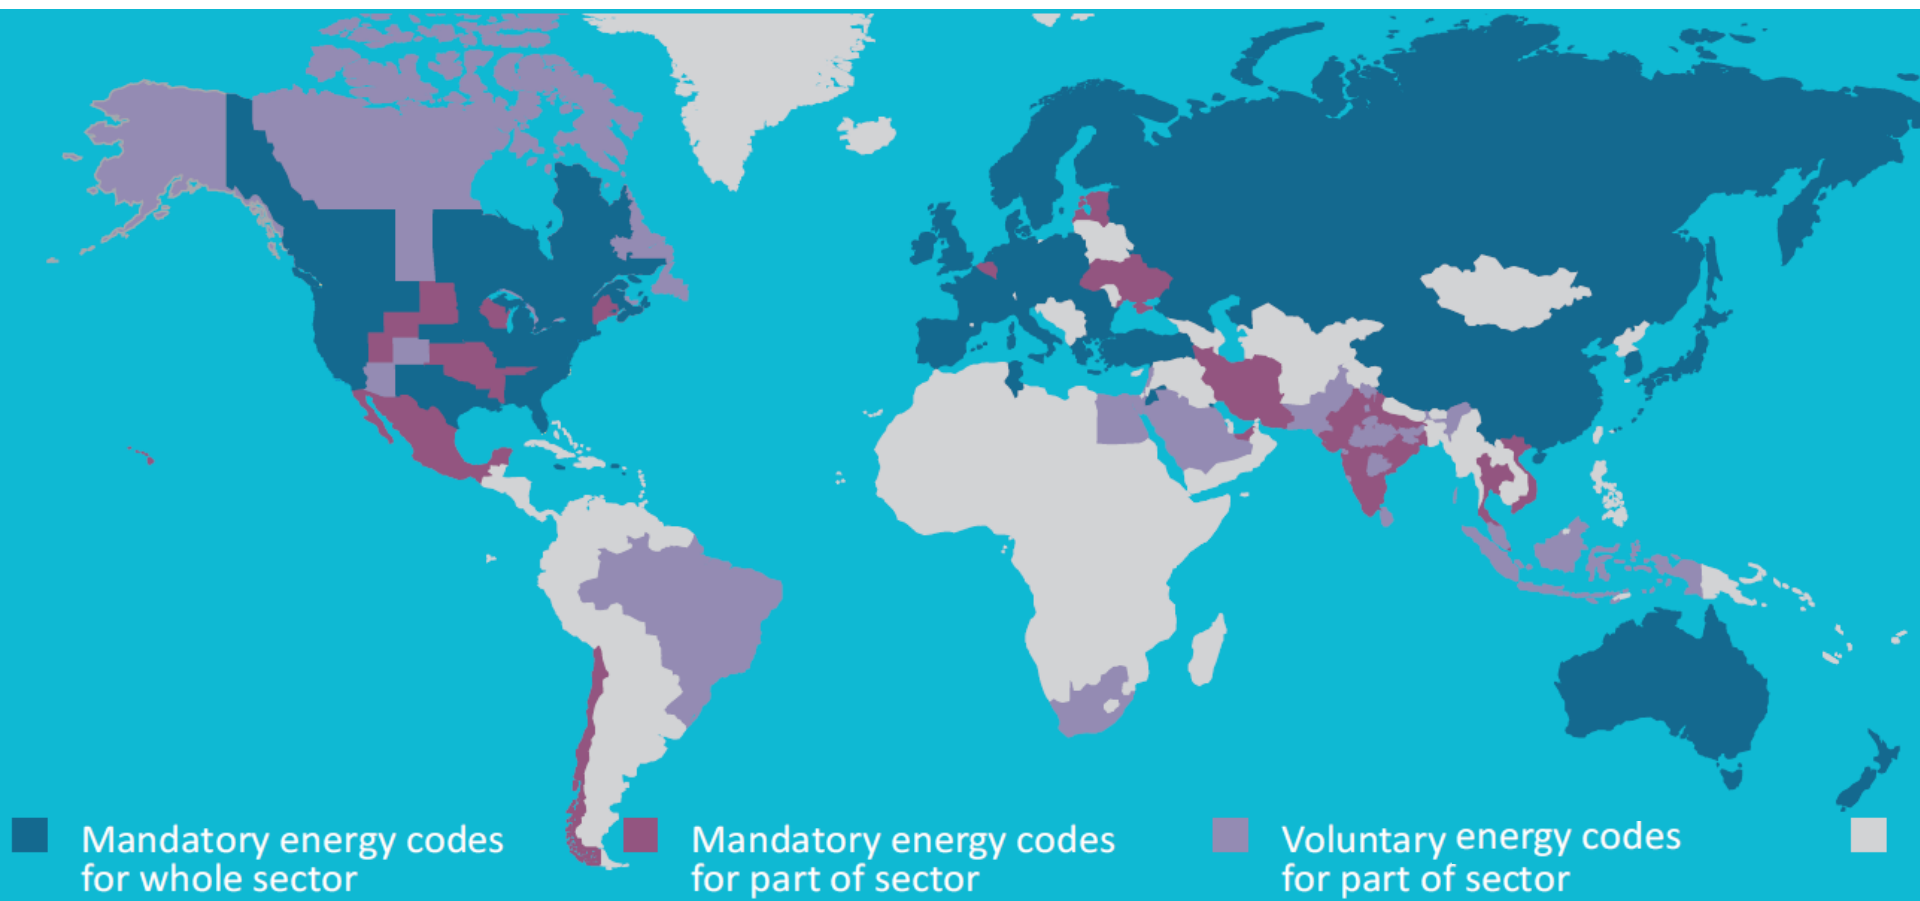 Mandatory energy codes
for whole sector
Mandatory energy codes
for part of sector
Voluntary energy codes
for part of sector